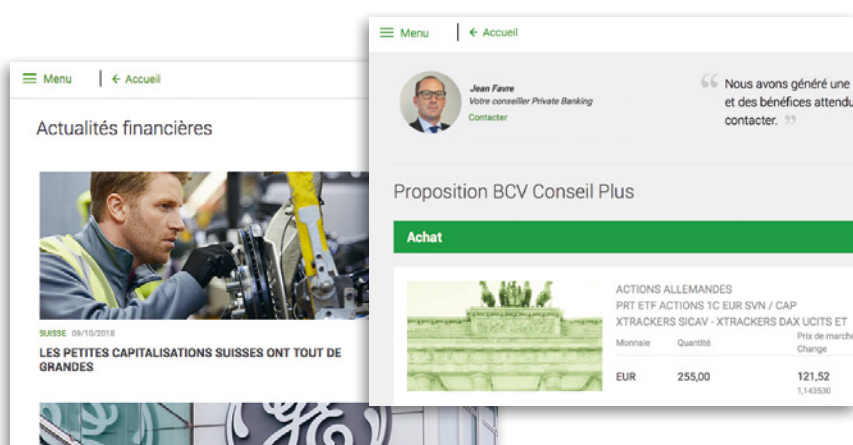 Menu
← Accueil
Actualités financières
SUISSE 09/10/2018
LES PETITES CAPITALISATIONS SUISSES ONT TOUT DE
GRANDES
Menu
← Accueil
Jean Favre
Votre conseiller Private Banking
Contacter
“ Nous avons généré une
et des bénéfices attendu
contacter. ”
Proposition BCV Conseil Plus
Achat
ACTIONS ALLEMANDES
PRT ETF ACTIONS 1C EUR SVN / CAP
XTRACKERS SICAV - XTRACKERS DAX UCITS ET
Monnaie Quantité Prix de marché
Change
EUR 255,00 121,52
1,143530